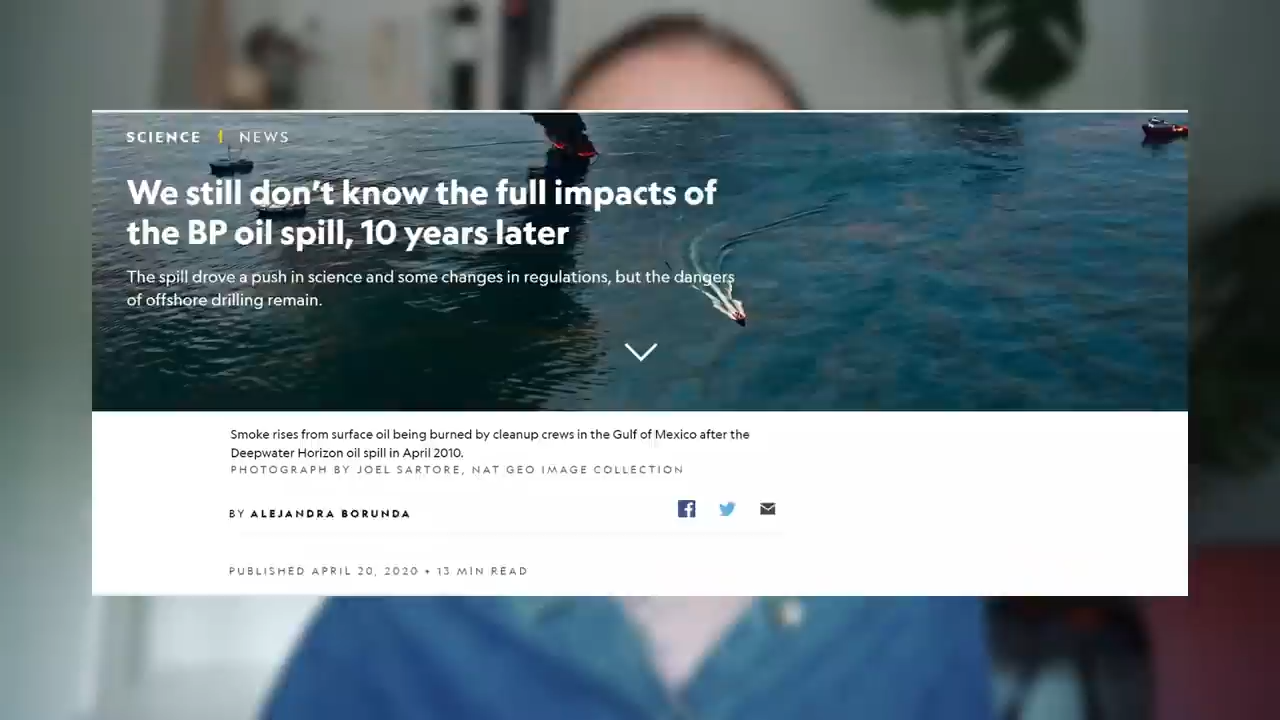 SCIENCE | NEWS
We still don't know the full impacts of
the BP oil spill, 10 years later
The spill drove a push in science and some changes in regulations, but the dangers
of offshore drilling remain.
Smoke rises from surface oil being burned by cleanup crews in the Gulf of Mexico after the
Deepwater Horizon oil spill in April 2010.
PHOTOGRAPH BY JOEL SARTORE, NAT GEO IMAGE COLLECTION
BY ALEJANDRA BORUNDA
PUBLISHED APRIL 20, 2020 • 13 MIN READ